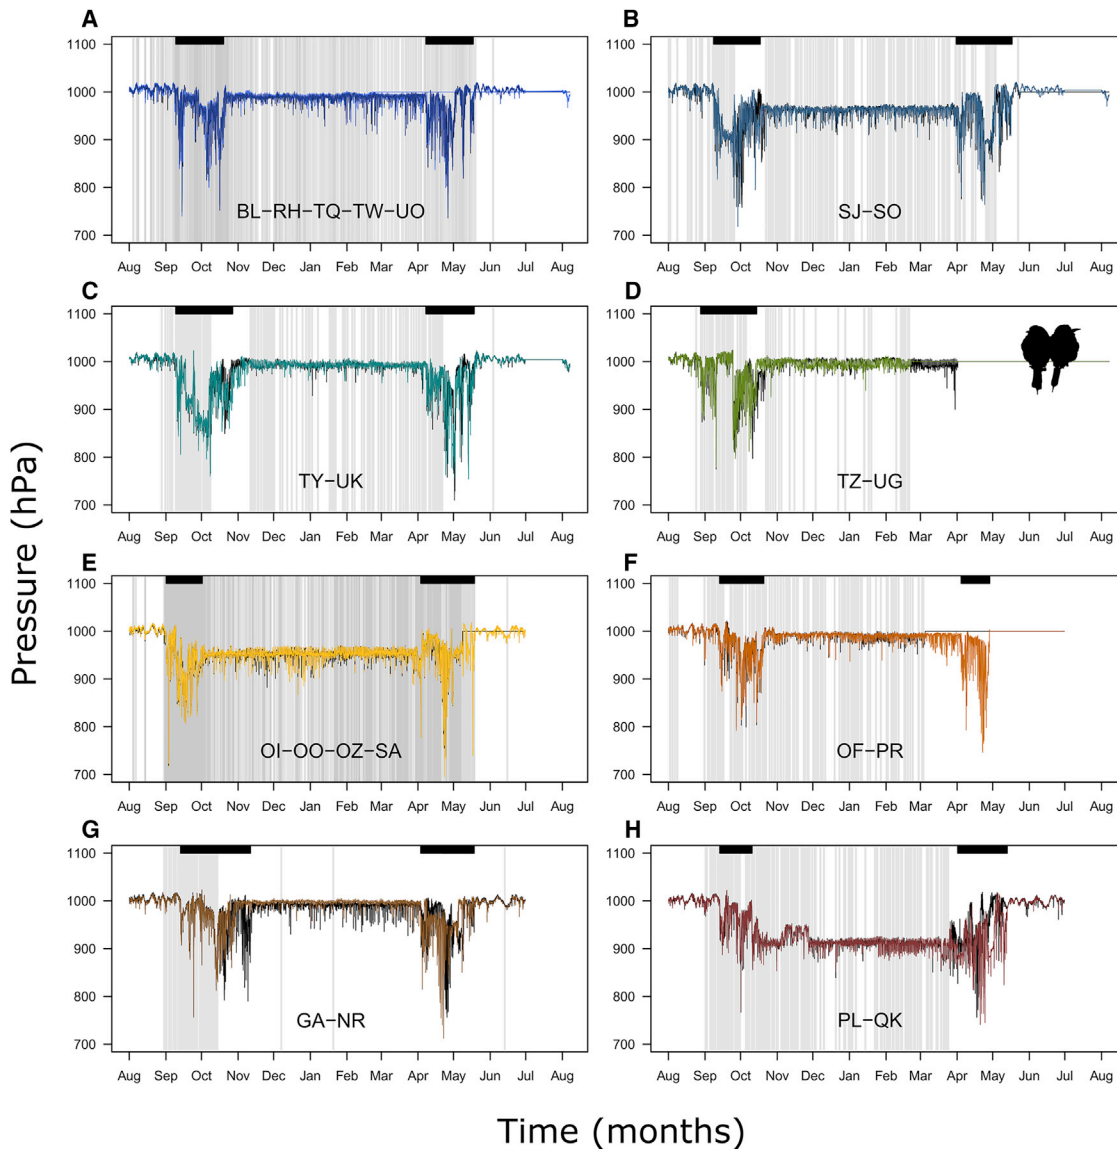 A
1100
1000
900
800
700
BL−RH−TQ−TW−UO
Aug Sep Oct Nov Dec Jan Feb Mar Apr May Jun Jul Aug
B
1100
1000
900
800
700
SJ−SO
Aug Sep Oct Nov Dec Jan Feb Mar Apr May Jun Jul Aug
C
1100
1000
900
800
700
TY−UK
Aug Sep Oct Nov Dec Jan Feb Mar Apr May Jun Jul Aug
D
1100
1000
900
800
700
TZ−UG
Aug Sep Oct Nov Dec Jan Feb Mar Apr May Jun Jul Aug
Pressure (hPa)
E
1100
1000
900
800
700
OI−OO−OZ−SA
Aug Sep Oct Nov Dec Jan Feb Mar Apr May Jun Jul Aug
F
1100
1000
900
800
700
OF−PR
Aug Sep Oct Nov Dec Jan Feb Mar Apr May Jun Jul Aug
G
1100
1000
900
800
700
GA−NR
Aug Sep Oct Nov Dec Jan Feb Mar Apr May Jun Jul Aug
H
1100
1000
900
800
700
PL−QK
Aug Sep Oct Nov Dec Jan Feb Mar Apr May Jun Jul Aug
Time (months)